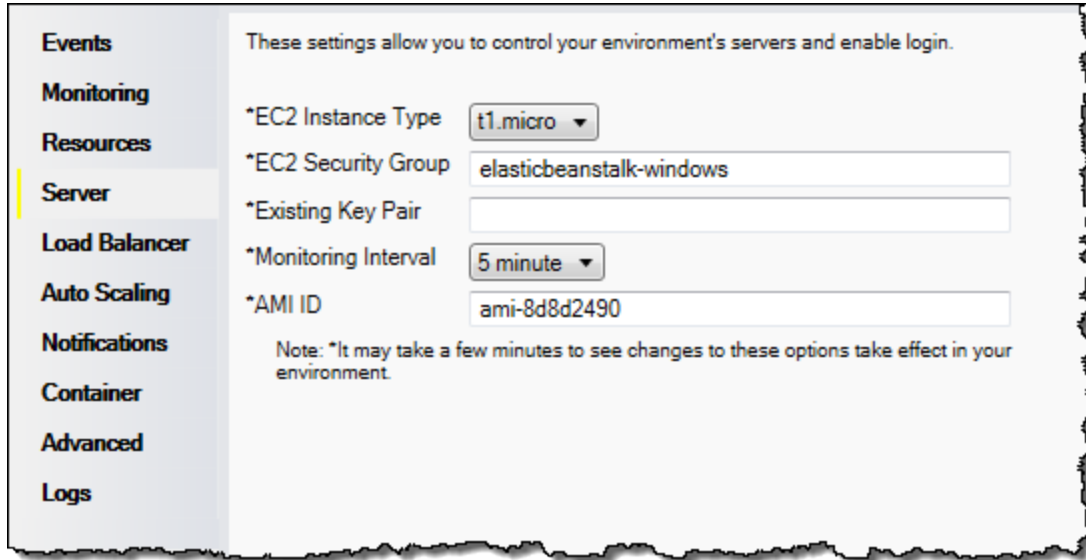 Events
Monitoring
Resources
Server
Load Balancer
Auto Scaling
Notifications
Container
Advanced
Logs
These settings allow you to control your environment's servers and enable login.
*EC2 Instance Type t1.micro
*EC2 Security Group elasticbeanstalk-windows
*Existing Key Pair
*Monitoring Interval 5 minute
*AMI ID ami-8d8d2490
Note: *It may take a few minutes to see changes to these options take effect in your
environment.